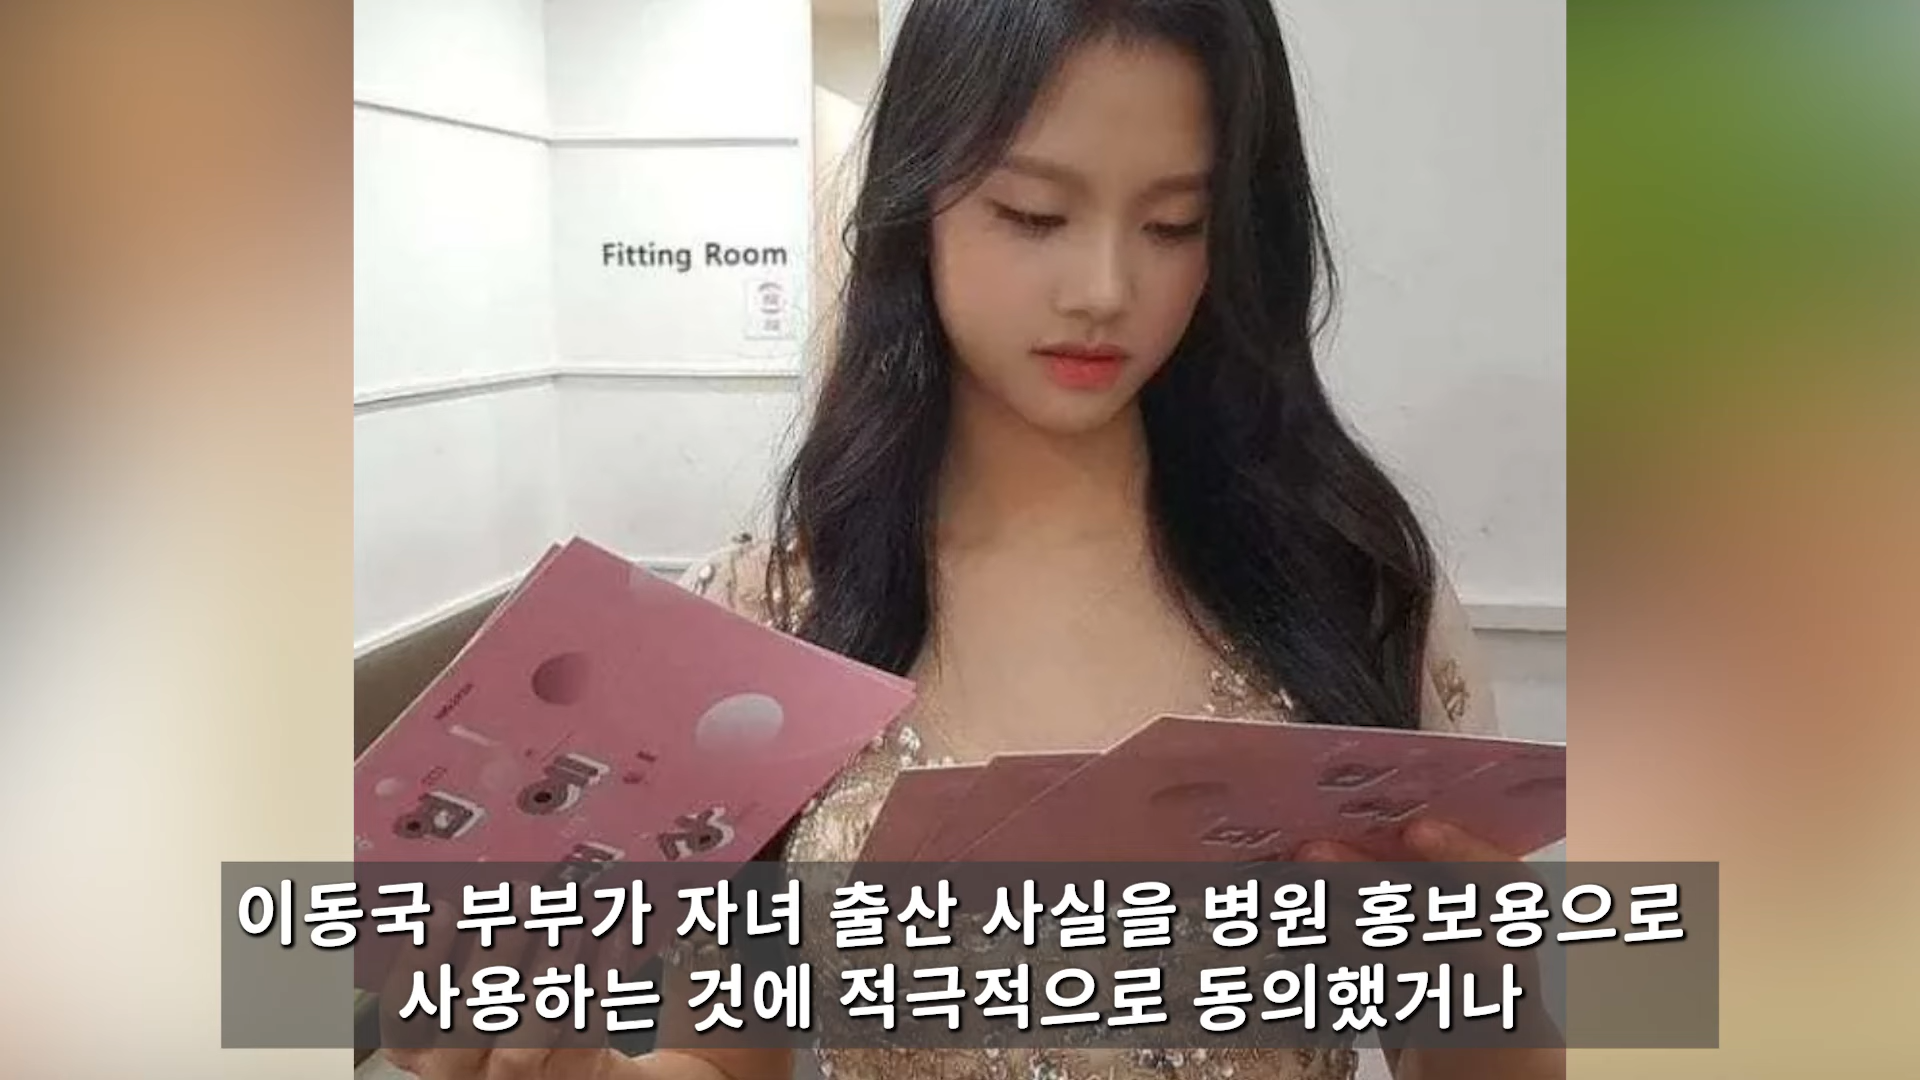 Fitting Room
이동국 부부가 자녀 출산 사실을 병원 홍보용으로
사용하는 것에 적극적으로 동의했거나